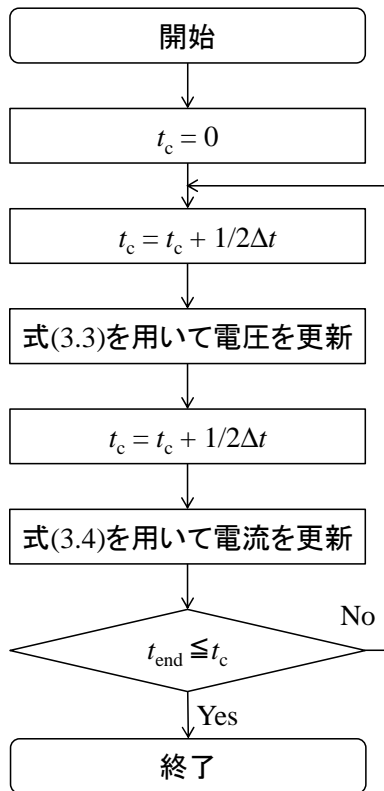 開始
t_c = 0
t_c = t_c + 1/2Δt
式(3.3)を用いて電圧を更新
t_c = t_c + 1/2Δt
式(3.4)を用いて電流を更新
t_end ≦ t_c
No
Yes
終了